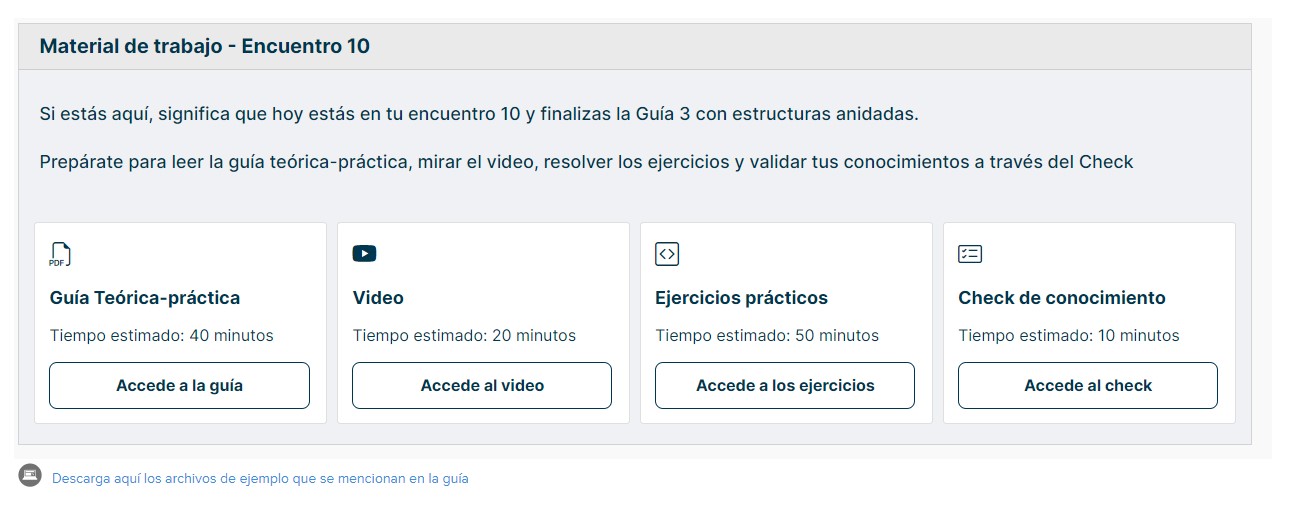 Material de trabajo - Encuentro 10
Si estás aquí, significa que hoy estás en tu encuentro 10 y finalizas la Guía 3 con estructuras anidadas.
Prepárate para leer la guía teórica-práctica, mirar el video, resolver los ejercicios y validar tus conocimientos a través del Check
PDF
Guía Teórica-práctica
Tiempo estimado: 40 minutos
Accede a la guía
Video
Tiempo estimado: 20 minutos
Accede al video
Ejercicios prácticos
Tiempo estimado: 50 minutos
Accede a los ejercicios
Check de conocimiento
Tiempo estimado: 10 minutos
Accede al check
Descarga aquí los archivos de ejemplo que se mencionan en la guía